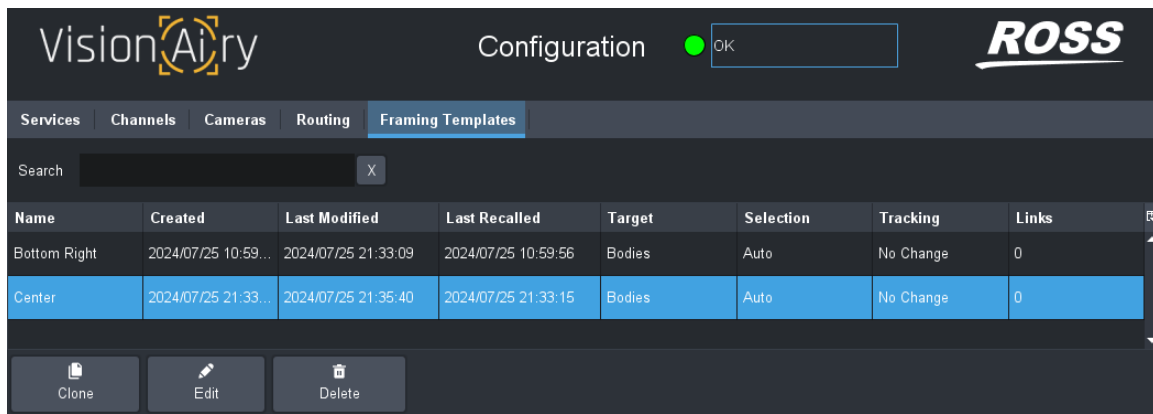 Vision[Ai]ry
Configuration
OK
ROSS
Services Channels Cameras Routing Framing Templates
Search X
Name Created Last Modified Last Recalled Target Selection Tracking Links
Bottom Right 2024/07/25 10:59... 2024/07/25 21:33:09 2024/07/25 10:59:56 Bodies Auto No Change 0
Center 2024/07/25 21:33... 2024/07/25 21:35:40 2024/07/25 21:33:15 Bodies Auto No Change 0
Clone Edit Delete